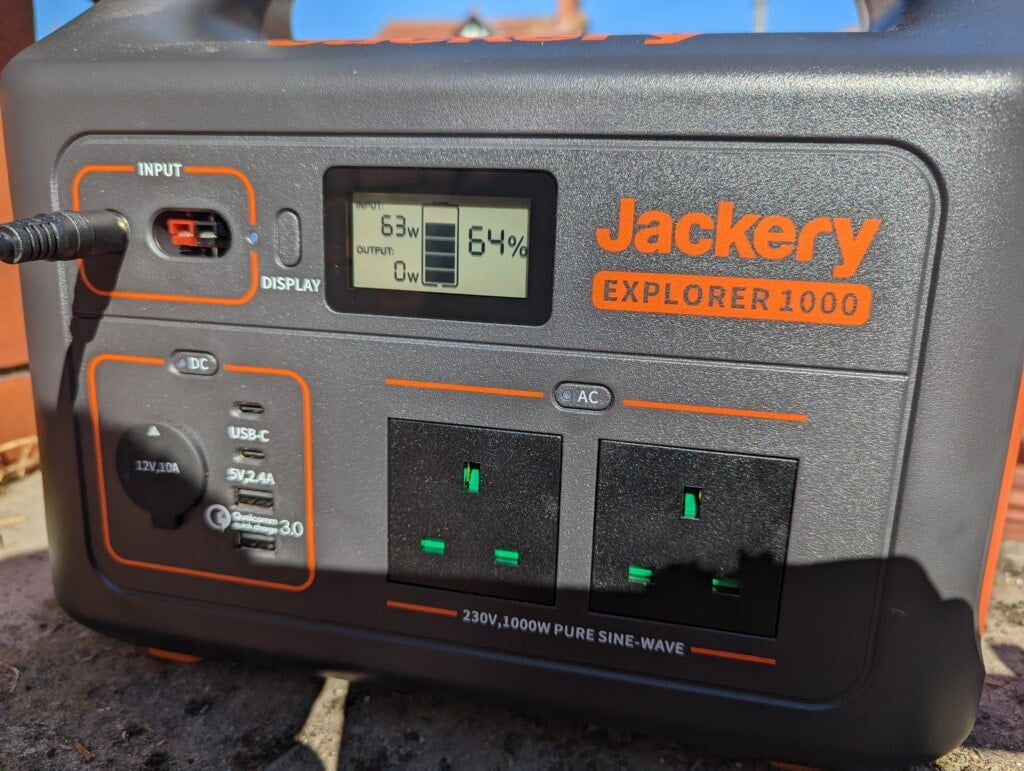 Jackery
INPUT
DISPLAY
INPUT:
63w
OUTPUT:
0w
64%
Jackery
EXPLORER 1000
DC
12V,10A
USB-C
5V,2.4A
Qualcomm
quick charge 3.0
AC
230V,1000W PURE SINE-WAVE